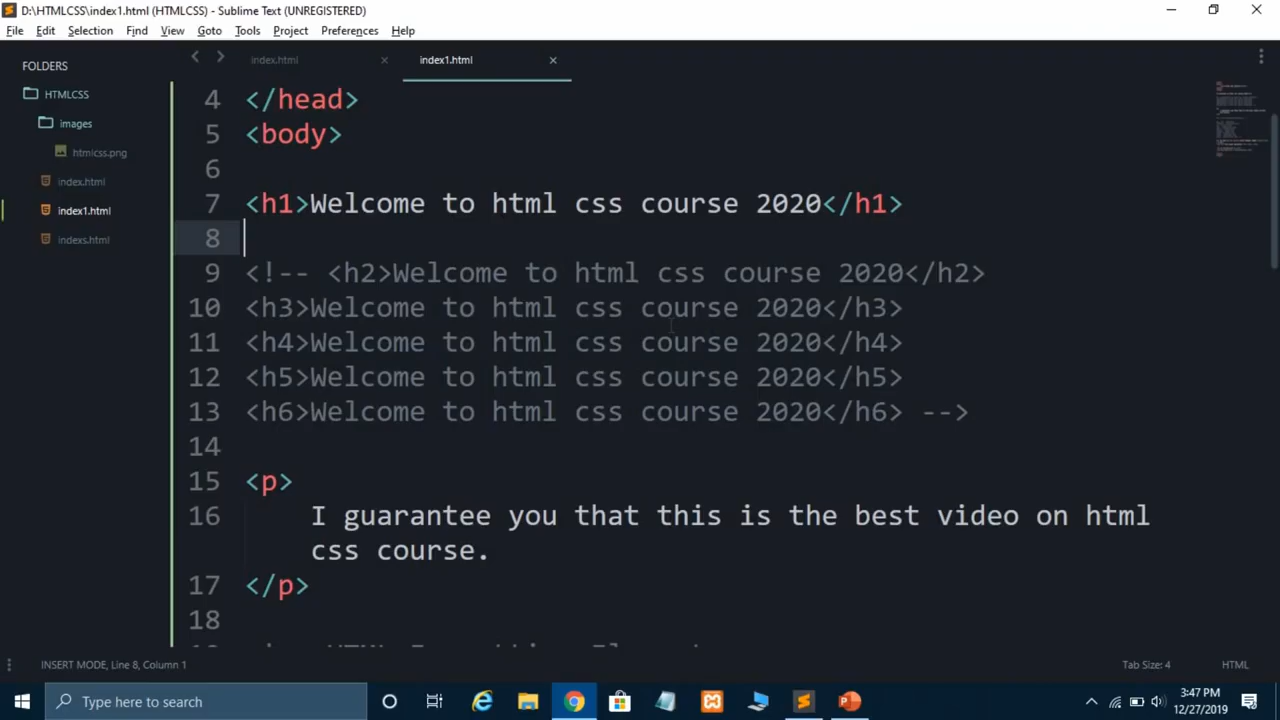 D:\HTMLCSS\index1.html (HTMLCSS) - Sublime Text (UNREGISTERED)
File Edit Selection Find View Goto Tools Project Preferences Help
FOLDERS
HTMLCSS
images
htmlcss.png
index.html
index1.html
indexs.html
index.html
index1.html
4 </head>
5 <body>
6
7 <h1>Welcome to html css course 2020</h1>
8
9 <!-- <h2>Welcome to html css course 2020</h2>
10 <h3>Welcome to html css course 2020</h3>
11 <h4>Welcome to html css course 2020</h4>
12 <h5>Welcome to html css course 2020</h5>
13 <h6>Welcome to html css course 2020</h6> -->
14
15 <p>
16 I guarantee you that this is the best video on html
css course.
17 </p>
18
INSERT MODE, Line 8, Column 1
Tab Size: 4
HTML
Type here to search
3:47 PM
12/27/2019